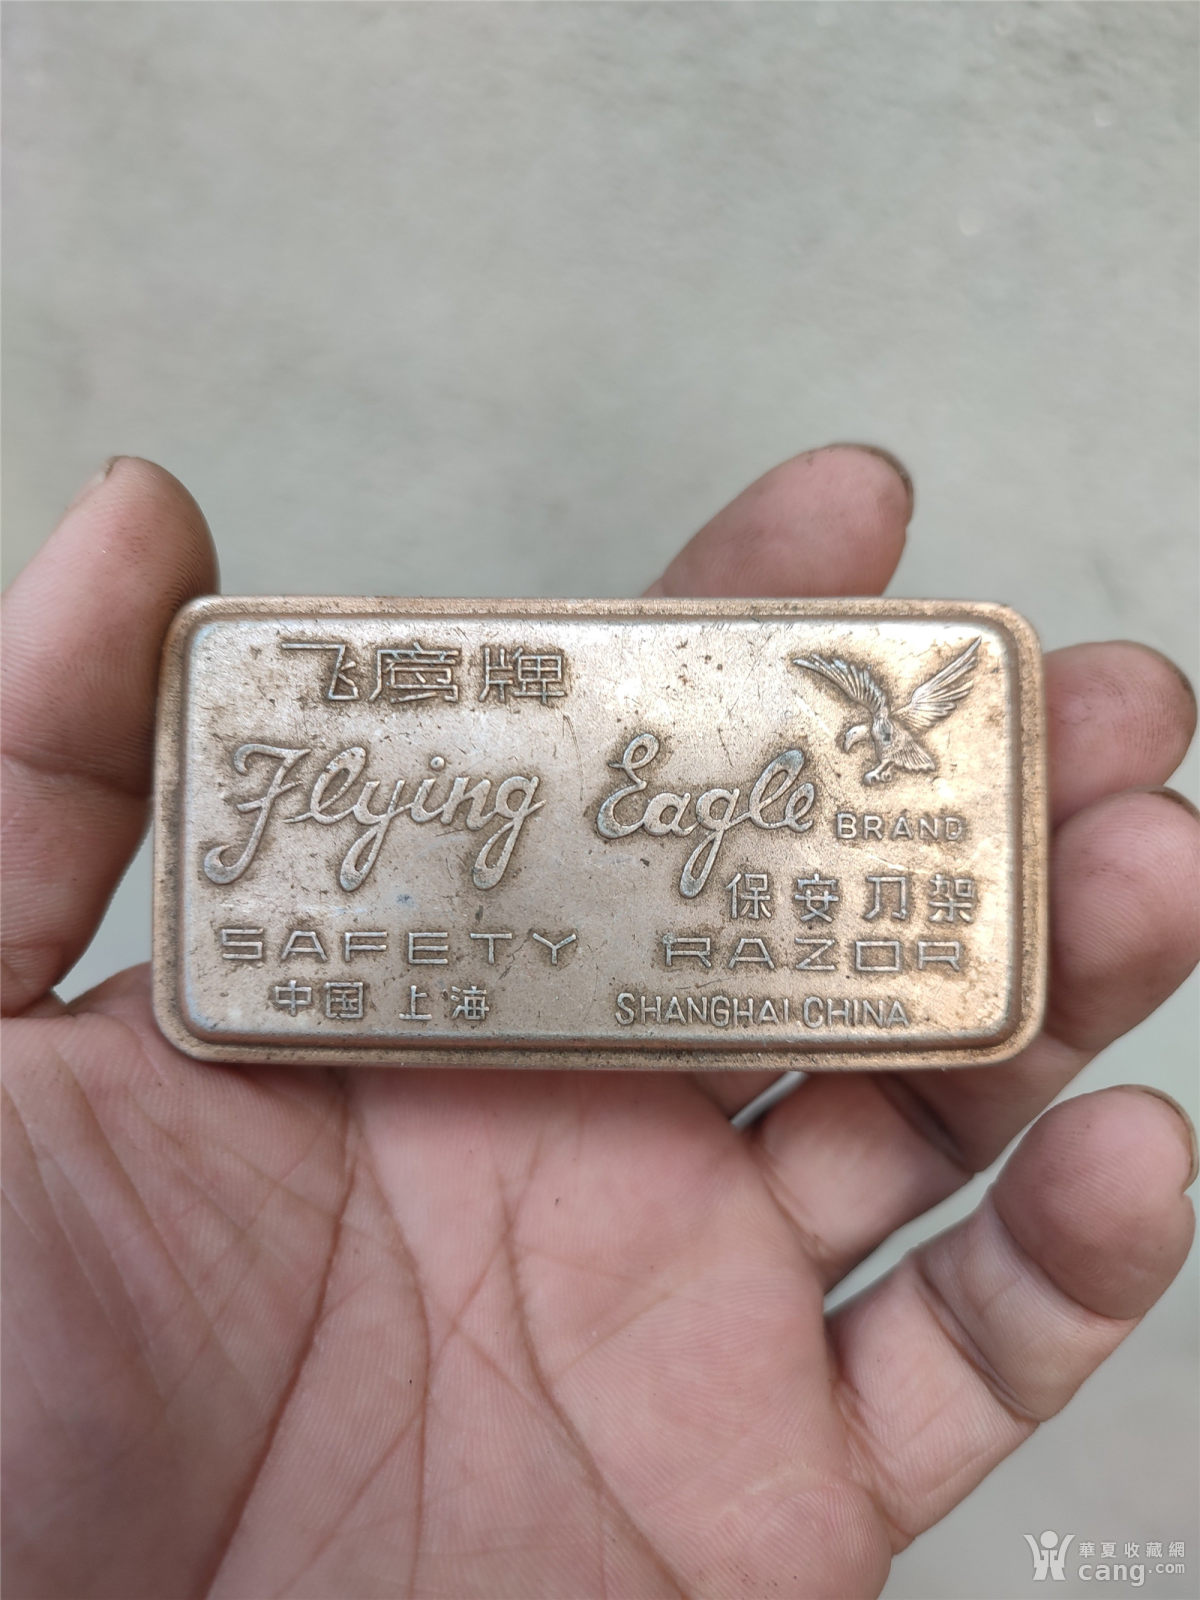 飞鹰牌
Flying Eagle BRAND
保安刀架
SAFETY RAZOR
中国 上海 SHANGHAI CHINA
華夏收藏網
cang.com